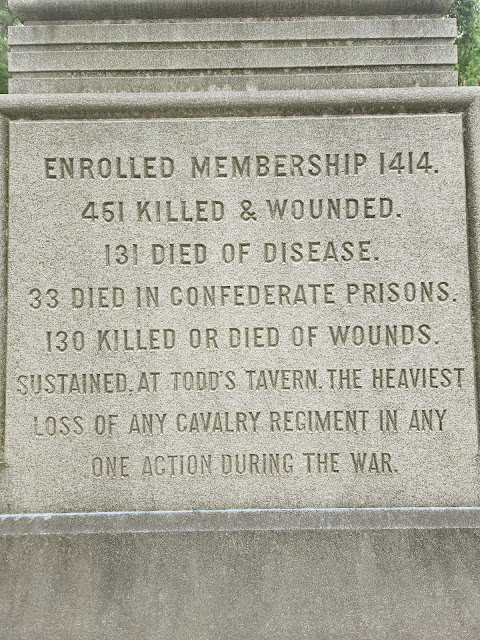 ENROLLED MEMBERSHIP 1414.
451 KILLED & WOUNDED.
131 DIED OF DISEASE.
33 DIED IN CONFEDERATE PRISONS.
130 KILLED OR DIED OF WOUNDS.
SUSTAINED, AT TODD'S TAVERN. THE HEAVIEST
LOSS OF ANY CAVALRY REGIMENT IN ANY
ONE ACTION DURING THE WAR.